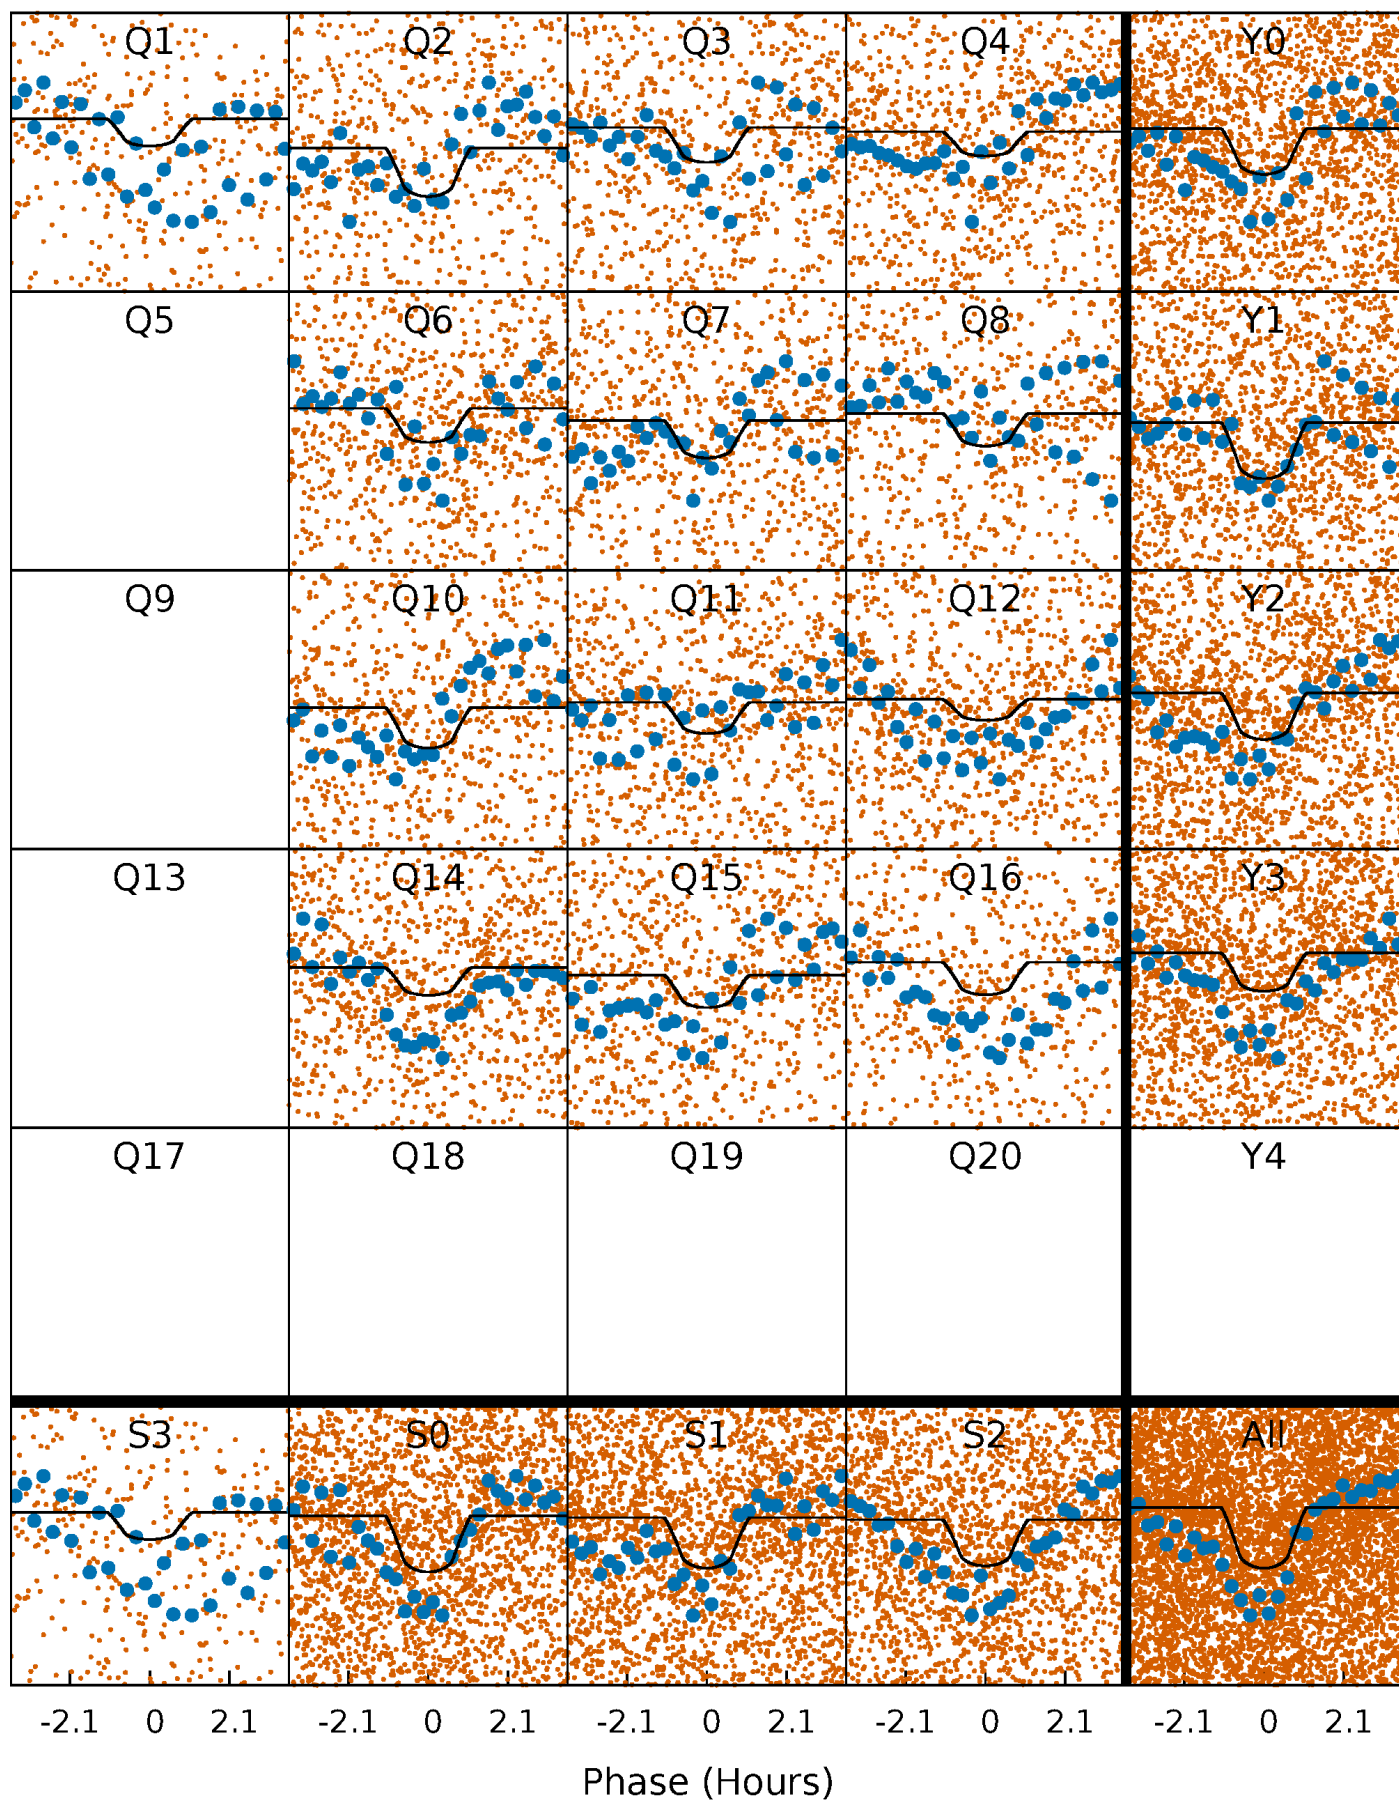 Q1 Q2 Q3 Q4 Y0
Q5 Q6 Q7 Q8 Y1
Q9 Q10 Q11 Q12 Y2
Q13 Q14 Q15 Q16 Y3
Q17 Q18 Q19 Q20 Y4
S3 S0 S1 S2 All
-2.1 0 2.1 -2.1 0 2.1 -2.1 0 2.1 -2.1 0 2.1 -2.1 0 2.1
Phase (Hours)